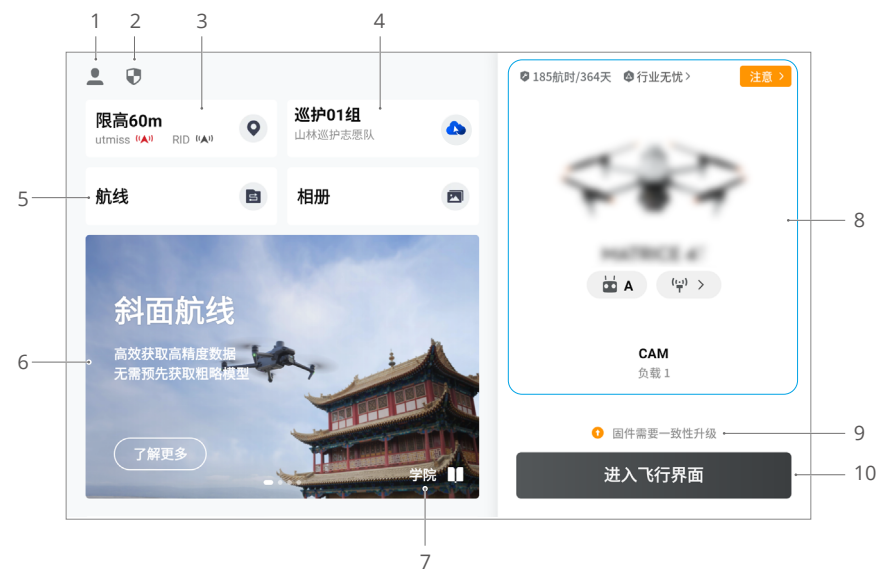 1
2
3
4
限高60m
utmiss
RID
巡护01组
山林巡护志愿队
5
航线
相册
6
斜面航线
高效获取高精度数据
无需预先获取粗略模型
了解更多
学院
7
185航时/364天
行业无忧
注意
8
A
CAM
负载 1
固件需要一致性升级
9
进入飞行界面
10